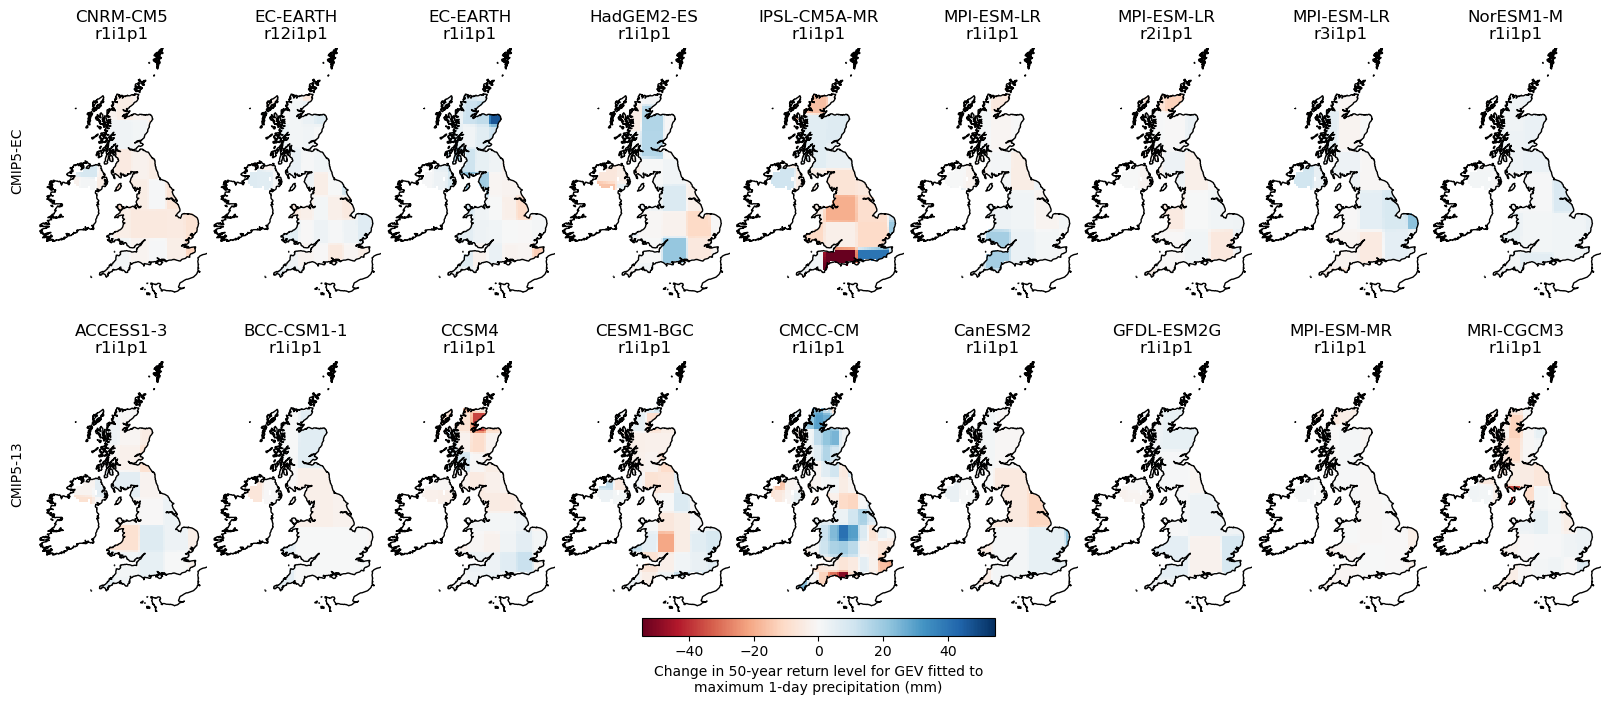 CNRM-CM5 EC-EARTH EC-EARTH HadGEM2-ES IPSL-CM5A-MR MPI-ESM-LR MPI-ESM-LR MPI-ESM-LR NorESM1-M
r1i1p1 r12i1p1 r1i1p1 r1i1p1 r1i1p1 r1i1p1 r2i1p1 r3i1p1 r1i1p1
CMIP5-EC
ACCESS1-3 BCC-CSM1-1 CCSM4 CESM1-BGC CMCC-CM CanESM2 GFDL-ESM2G MPI-ESM-MR MRI-CGCM3
r1i1p1 r1i1p1 r1i1p1 r1i1p1 r1i1p1 r1i1p1 r1i1p1 r1i1p1 r1i1p1
CMIP5-13
−40 −20 0 20 40
Change in 50-year return level for GEV fitted to
maximum 1-day precipitation (mm)